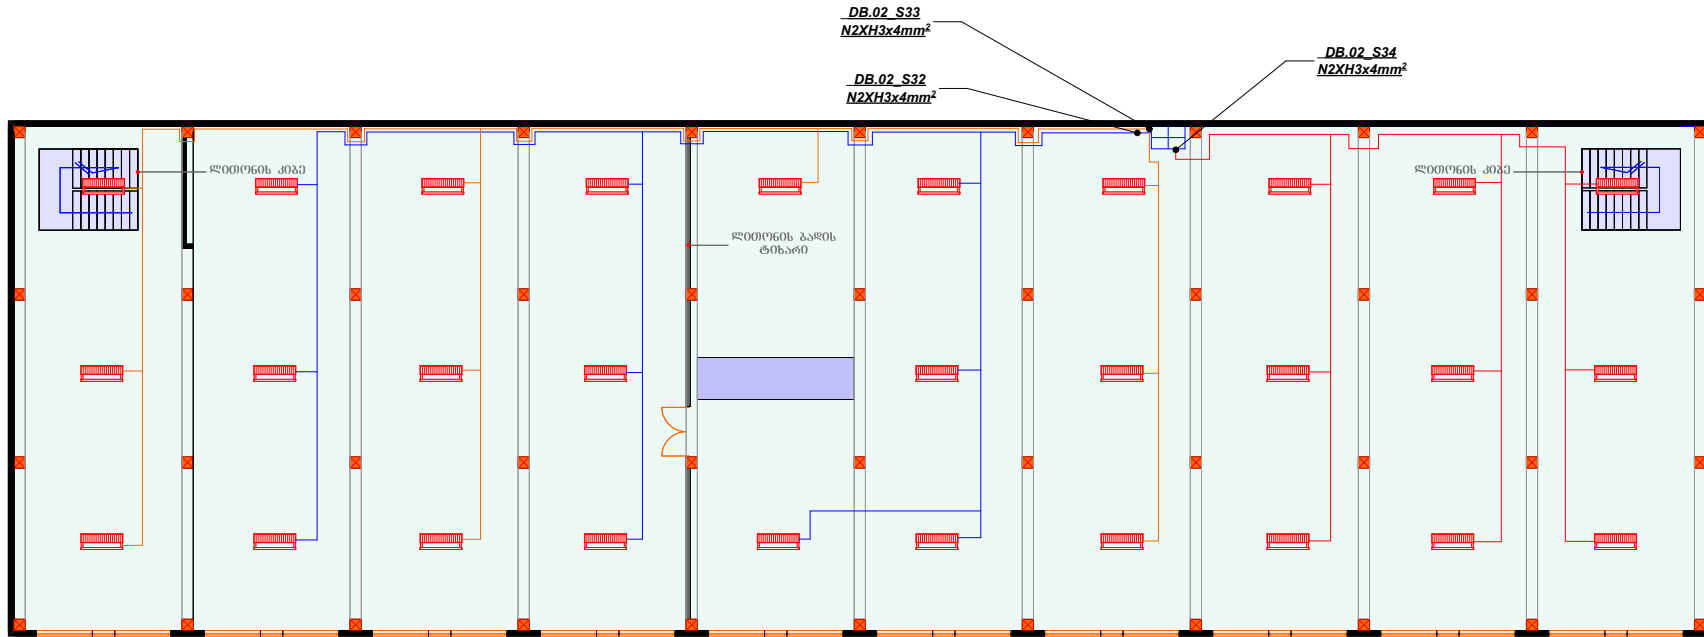 DB.02_S33
N2XH3x4mm²
DB.02_S34
N2XH3x4mm²
DB.02_S32
N2XH3x4mm²
ლითონის კიბე
ლითონის კიბე
ლითონის ბადის
ტიხარი